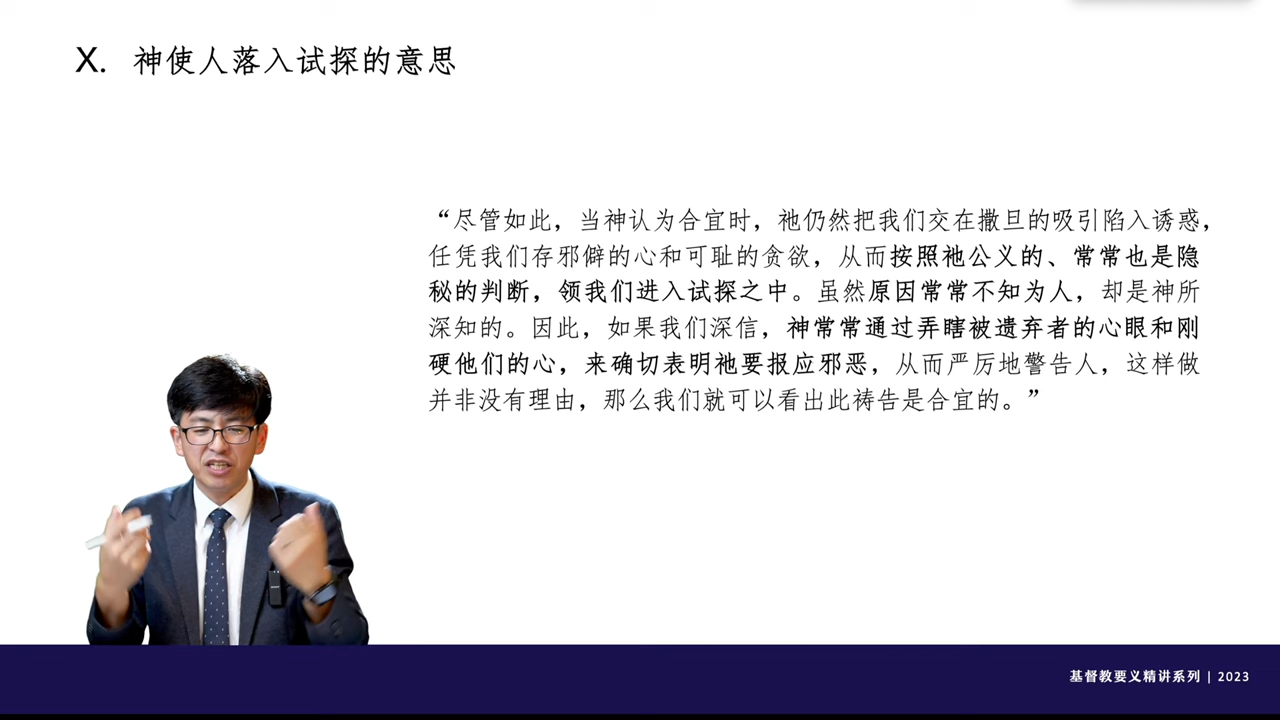 X. 神使人落入试探的意思
“尽管如此，当神认为合宜时，祂仍然把我们交在撒旦的吸引陷入诱惑，
任凭我们存邪僻的心和可耻的贪欲，从而按照祂公义的、常常也是隐
秘的判断，领我们进入试探之中。虽然原因常常不知为人，却是神所
深知的。因此，如果我们深信，神常常通过弄瞎被遗弃者的心眼和刚
硬他们的心，来确切表明祂要报应邪恶，从而严厉地警告人，这样做
并非没有理由，那么我们就可以看出此祷告是合宜的。”
基督教要义精讲系列 | 2023